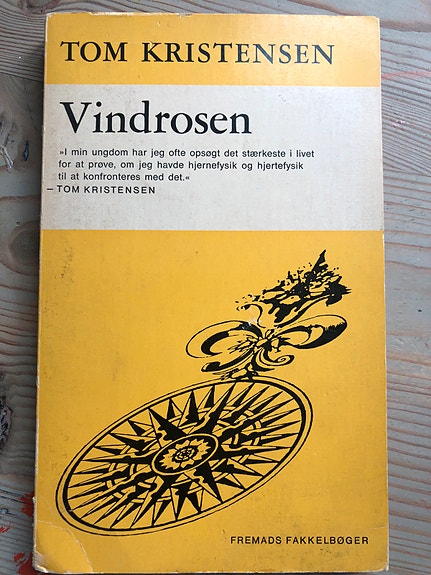 TOM KRISTENSEN
Vindrosen
»I min ungdom har jeg ofte opsøgt det stærkeste i livet
for at prøve, om jeg havde hjernefysik og hjertefysik
til at konfronteres med det.«
– TOM KRISTENSEN
FREMADS FAKKELBØGER